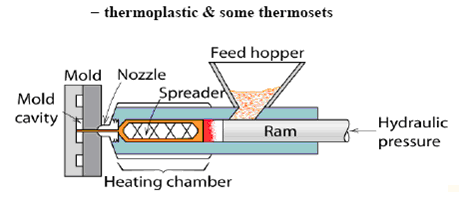 – thermoplastic & some thermosets
Feed hopper
Mold Nozzle
Spreader
Mold
cavity
Ram
Hydraulic
pressure
Heating chamber